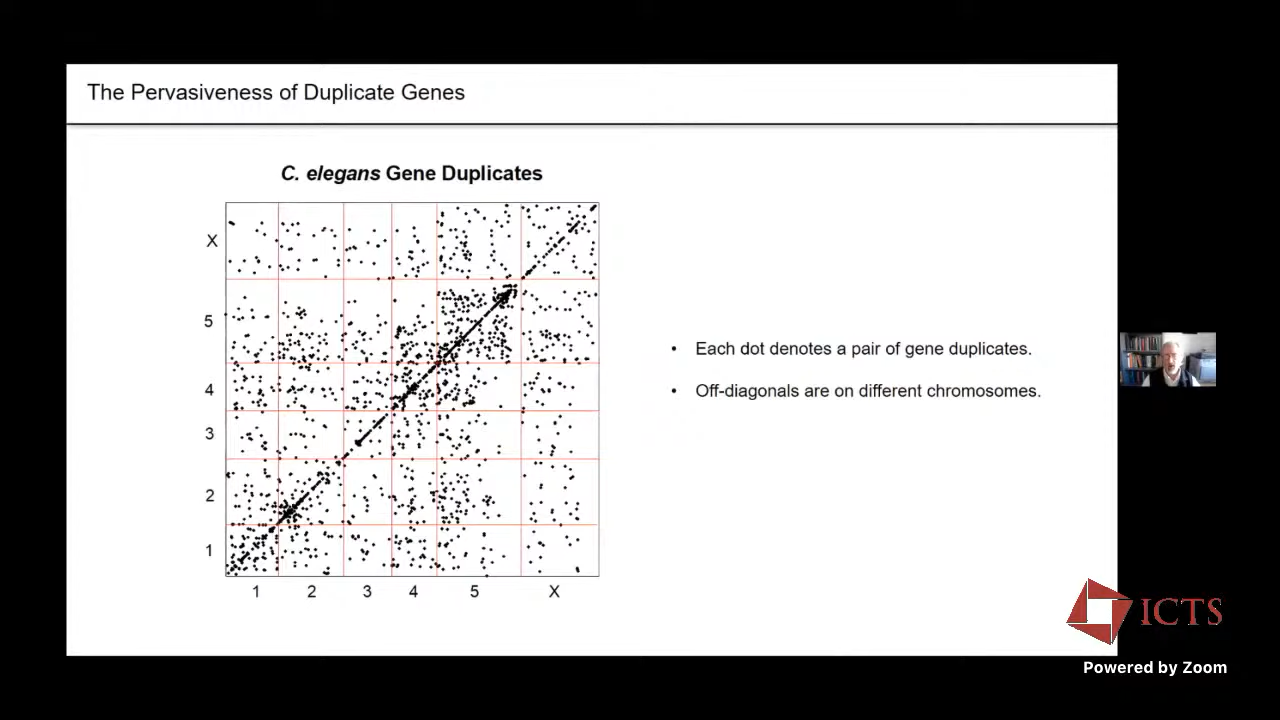 The Pervasiveness of Duplicate Genes
C. elegans Gene Duplicates
X
5
4
3
2
1
1 2 3 4 5 X
• Each dot denotes a pair of gene duplicates.
• Off-diagonals are on different chromosomes.
ICTS
Powered by Zoom